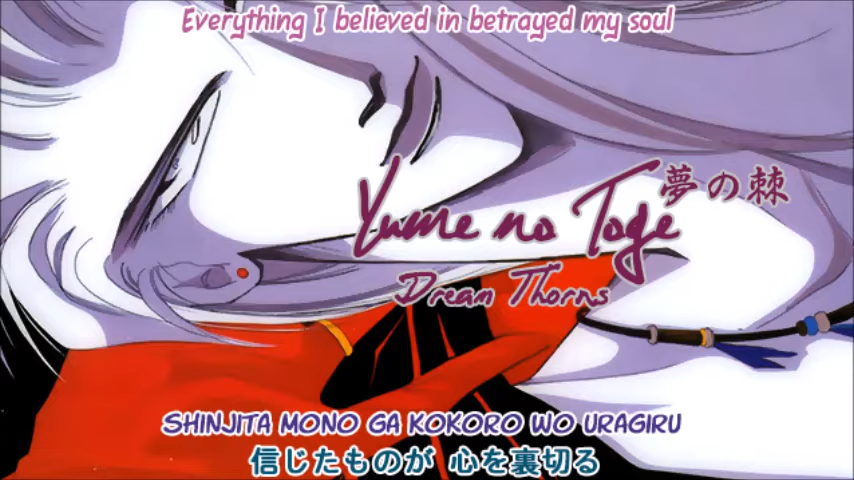 Everything I believed in betrayed my soul
Yume no Toge
夢の棘
Dream Thorns
SHINJITA MONO GA KOKORO WO URAGIRU
信じたものが 心を裏切る